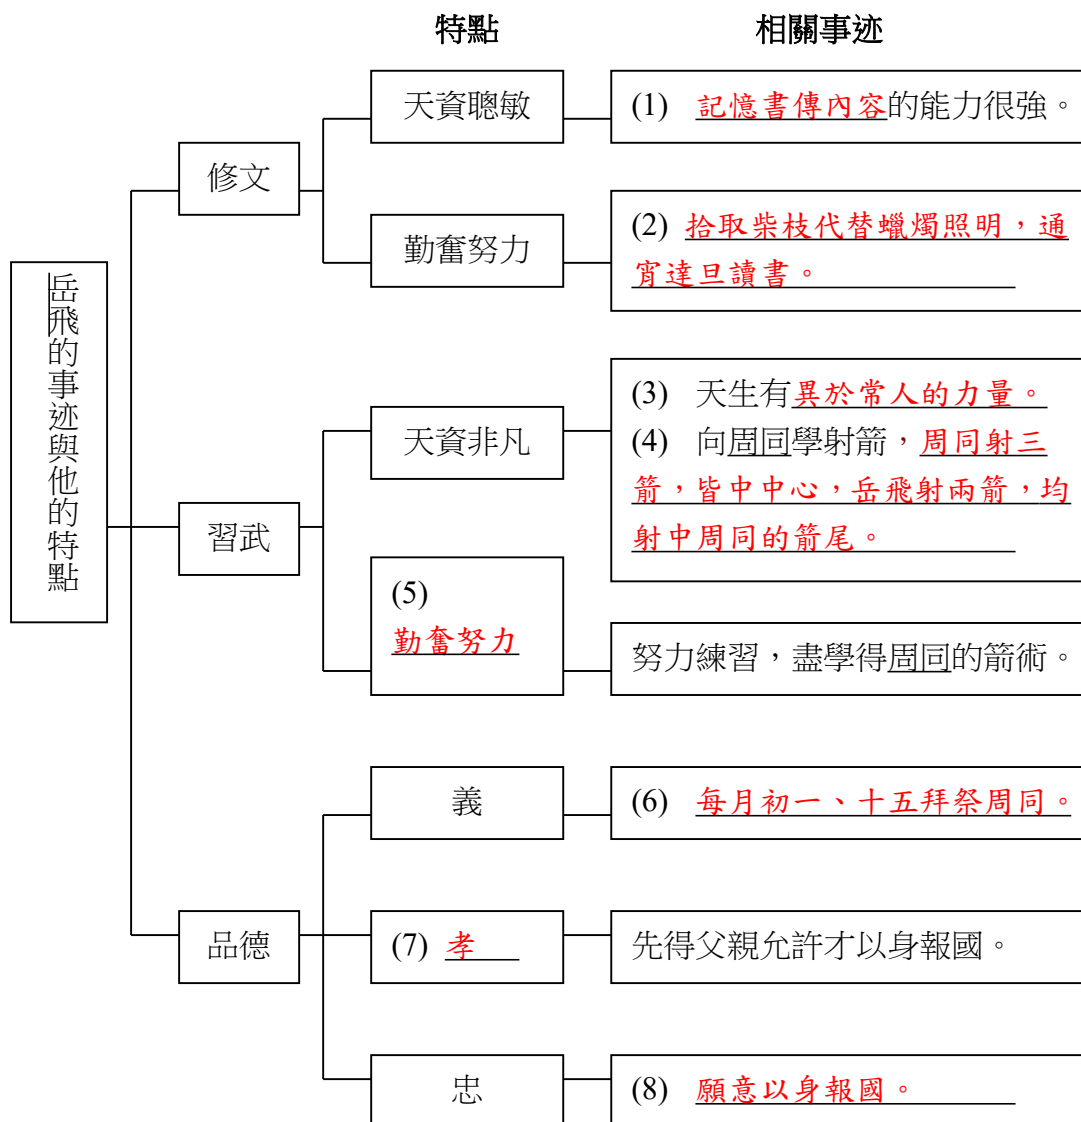 特點
相關事迹
岳飛的事迹與他的特點
修文
天資聰敏
(1) 記憶書傳內容的能力很強。
勤奮努力
(2) 拾取柴枝代替蠟燭照明，通
宵達旦讀書。
習武
天資非凡
(3) 天生有異於常人的力量。
(4) 向周同學射箭，周同射三
箭，皆中中心，岳飛射兩箭，均
射中周同的箭尾。
(5)
勤奮努力
努力練習，盡學得周同的箭術。
品德
義
(6) 每月初一、十五拜祭周同。
(7) 孝
先得父親允許才以身報國。
忠
(8) 願意以身報國。